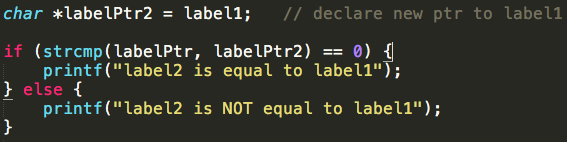 char *labelPtr2 = label1;   // declare new ptr to label1
if (strcmp(labelPtr, labelPtr2) == 0) {
    printf("label2 is equal to label1");
} else {
    printf("label2 is NOT equal to label1");
}